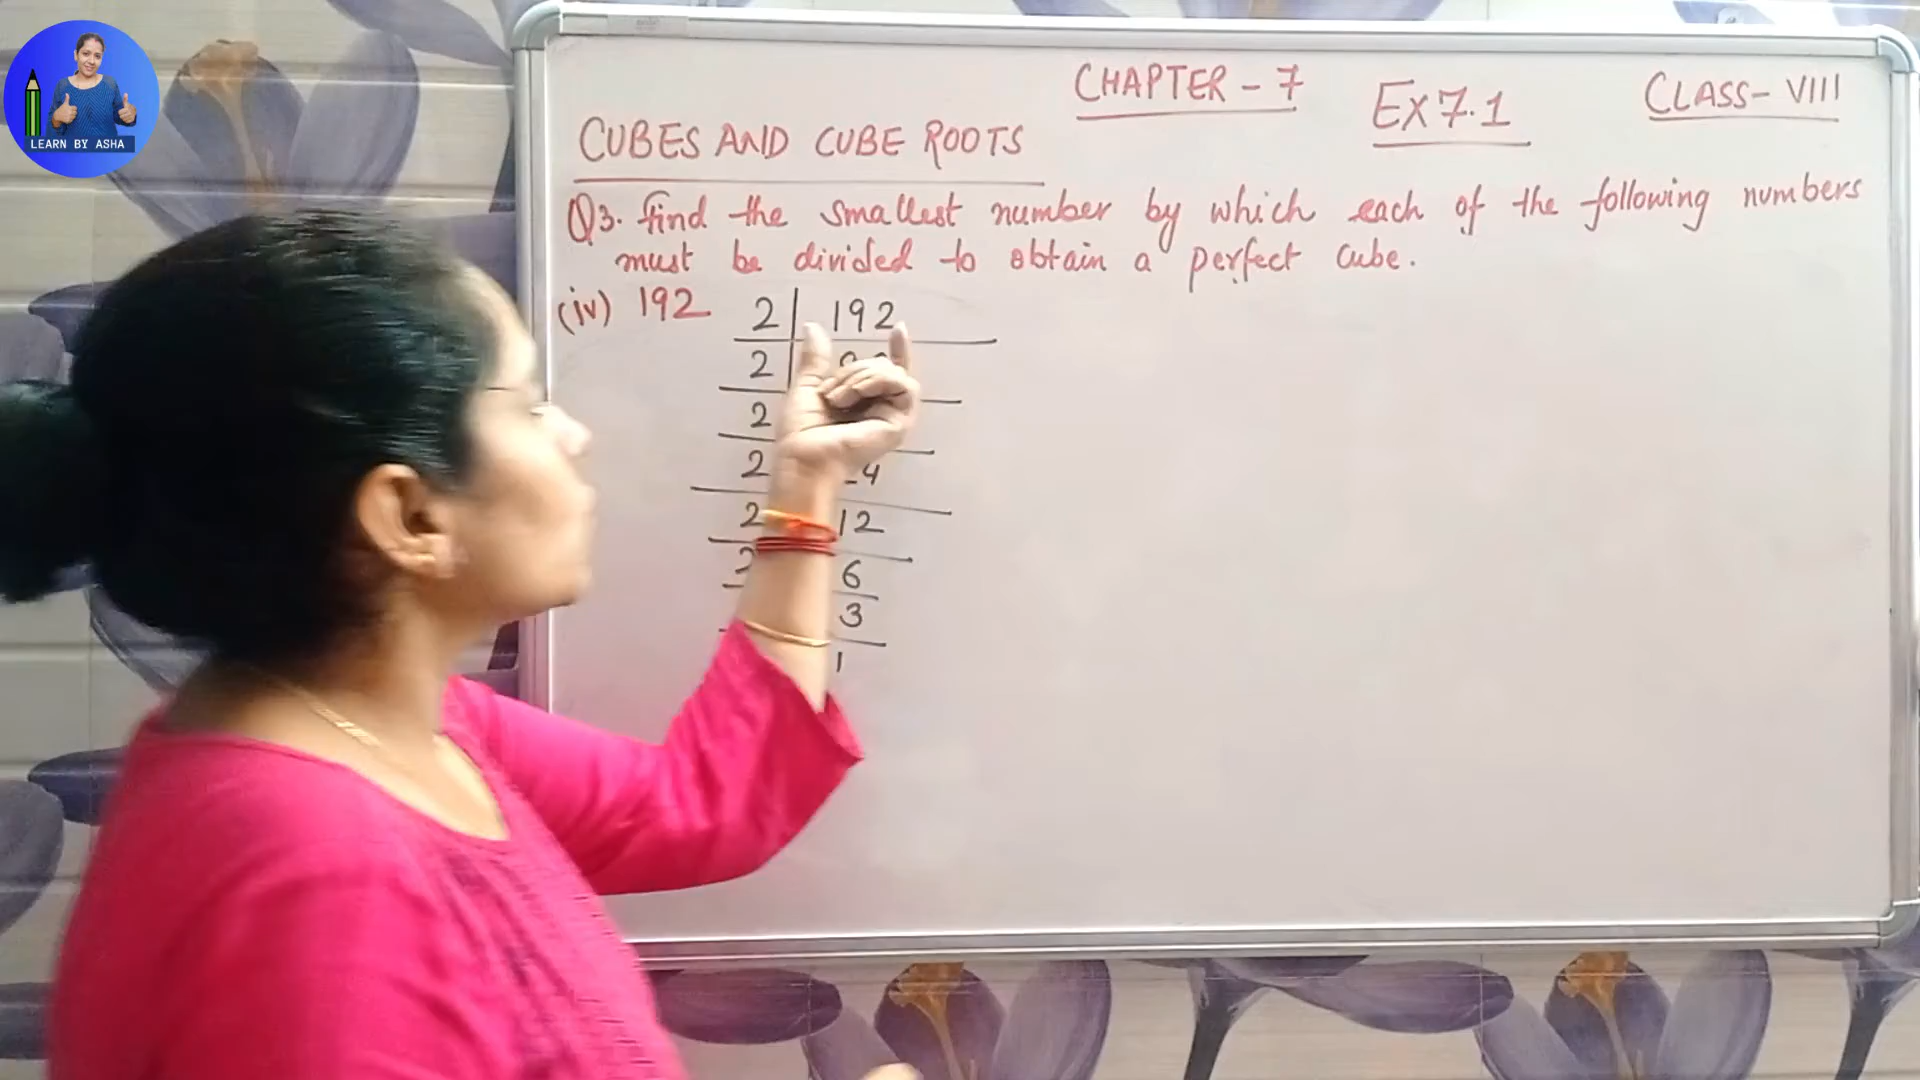 LEARN BY ASHA
CHAPTER - 7
EX 7.1
CLASS - VIII
CUBES AND CUBE ROOTS
Q3. find the smallest number by which each of the following numbers
must be divided to obtain a perfect cube.
(iv) 192
2 192
2
2
2 4
2 12
6
3
1